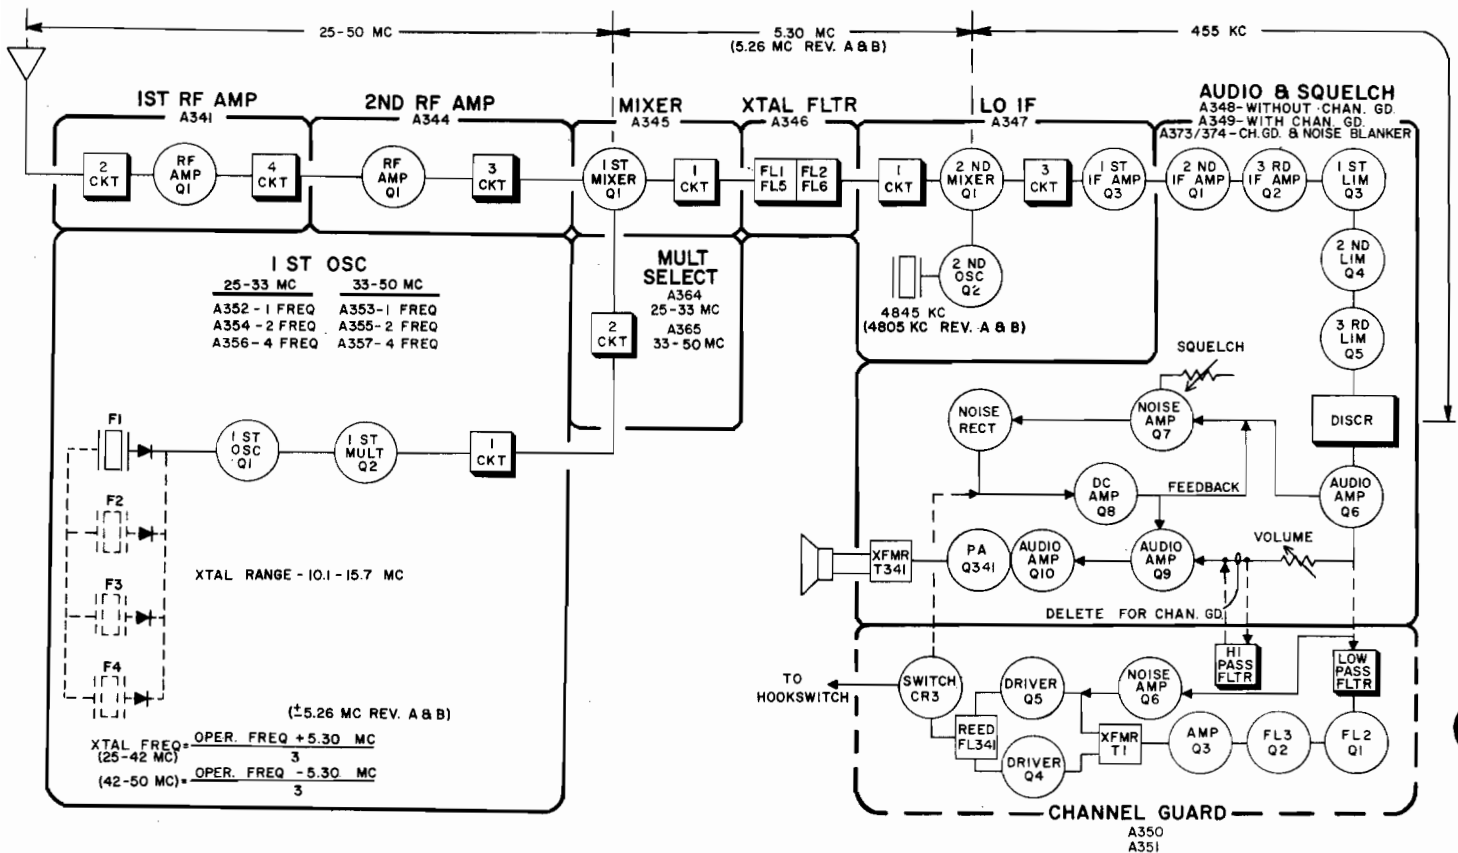 25-50 MC
5.30 MC
(5.26 MC REV. A & B)
455 KC
1ST RF AMP
A341
2ND RF AMP
A344
MIXER
A345
XTAL FLTR
A346
LO IF
A347
AUDIO & SQUELCH
A348-WITHOUT CHAN. GD.
A349-WITH CHAN. GD.
A373/374-CH.GD. & NOISE BLANKER
2
CKT
RF
AMP
Q1
4
CKT
RF
AMP
Q1
3
CKT
1 ST
MIXER
Q1
1
CKT
FL1
FL5
FL2
FL6
1
CKT
2 ND
MIXER
Q1
3
CKT
1 ST
IF AMP
Q3
2 ND
IF AMP
Q1
3 RD
IF AMP
Q2
1 ST
LIM
Q3
2 ND
LIM
Q4
3 RD
LIM
Q5
DISCR
AUDIO
AMP
Q6
2 ND
OSC
Q2
4845 KC
(4805 KC REV. A & B)
MULT
SELECT
A364
25-33 MC
A365
33-50 MC
2
CKT
1 ST OSC
25-33 MC
33-50 MC
A352-1 FREQ
A353-1 FREQ
A354-2 FREQ
A355-2 FREQ
A356-4 FREQ
A357-4 FREQ
F1
F2
F3
F4
1 ST
OSC
Q1
1 ST
MULT
Q2
1
CKT
XTAL RANGE - 10.1 - 15.7 MC
(±5.26 MC REV. A & B)
XTAL FREQ = OPER. FREQ +5.30 MC
(25-42 MC) 3
(42-50 MC) = OPER. FREQ -5.30 MC
3
SQUELCH
NOISE
RECT
NOISE
AMP
Q7
DC
AMP
Q8
FEEDBACK
VOLUME
XFMR
T341
PA
Q341
AUDIO
AMP
Q10
AUDIO
AMP
Q9
DELETE FOR CHAN. GD.
HI
PASS
FLTR
LOW
PASS
FLTR
TO
HOOKSWITCH
SWITCH
CR3
DRIVER
Q5
NOISE
AMP
Q6
REED
FL341
DRIVER
Q4
XFMR
T1
AMP
Q3
FL3
Q2
FL2
Q1
CHANNEL GUARD
A350
A351